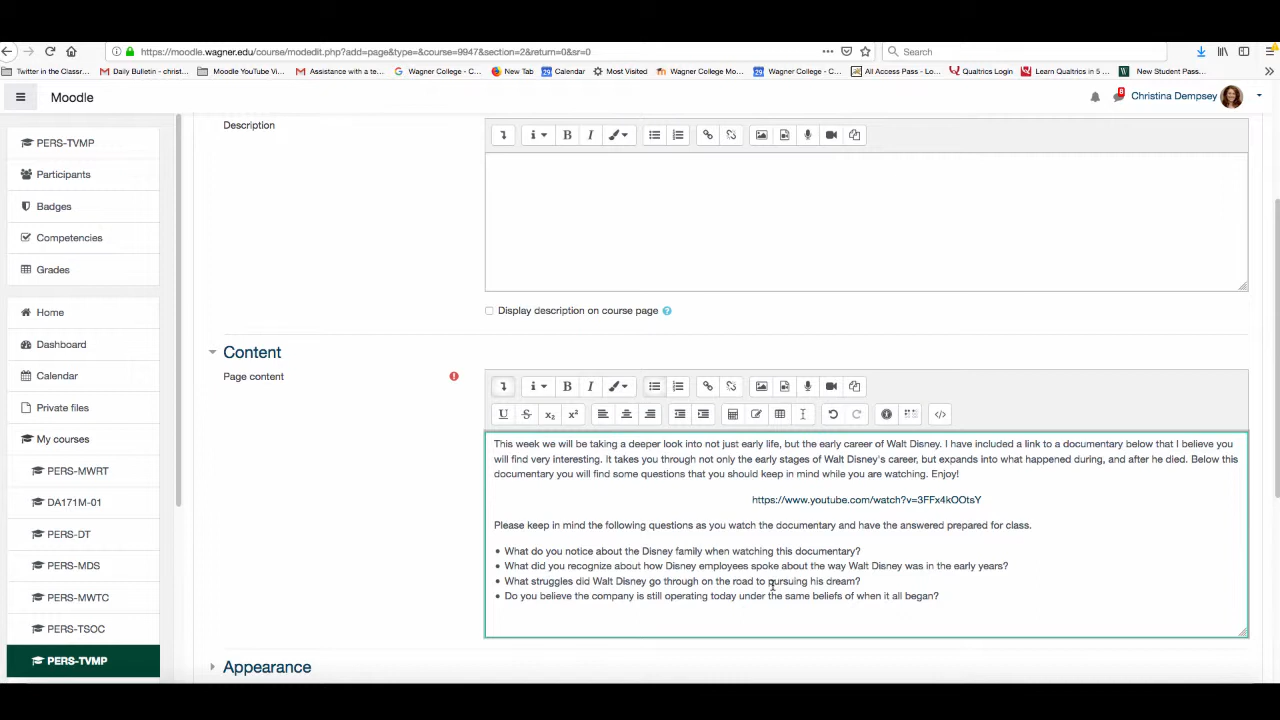 https://moodle.wagner.edu/course/modedit.php?add=page&type=&course=9947&section=2&return=0&sr=0
Search
Twitter in the Classr...
Daily Bulletin - christ...
Moodle YouTube Vi...
Assistance with a te...
Wagner College - C...
New Tab
Calendar
Most Visited
Wagner College Mo...
Wagner College - C...
All Access Pass - Lo...
Qualtrics Login
Learn Qualtrics in 5 ...
New Student Pass...
Moodle
8
Christina Dempsey
PERS-TVMP
Participants
Badges
Competencies
Grades
Home
Dashboard
Calendar
Private files
My courses
PERS-MWRT
DA171M-01
PERS-DT
PERS-MDS
PERS-MWTC
PERS-TSOC
PERS-TVMP
Description
Display description on course page
Content
Page content
This week we will be taking a deeper look into not just early life, but the early career of Walt Disney. I have included a link to a documentary below that I believe you
will find very interesting. It takes you through not only the early stages of Walt Disney's career, but expands into what happened during, and after he died. Below this
documentary you will find some questions that you should keep in mind while you are watching. Enjoy!
https://www.youtube.com/watch?v=3FFx4kOOtsY
Please keep in mind the following questions as you watch the documentary and have the answered prepared for class.
• What do you notice about the Disney family when watching this documentary?
• What did you recognize about how Disney employees spoke about the way Walt Disney was in the early years?
• What struggles did Walt Disney go through on the road to pursuing his dream?
• Do you believe the company is still operating today under the same beliefs of when it all began?
Appearance